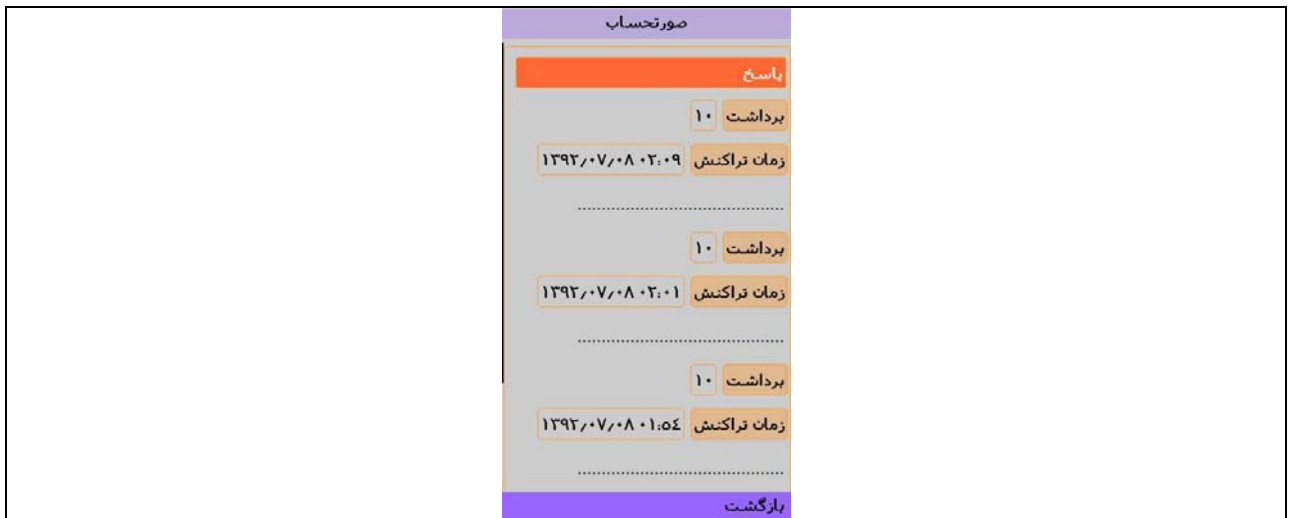 صورتحساب
پاسخ
برداشت ۱۰
زمان تراکنش ۱۳۹۲/۰۷/۰۸ ۰۲:۰۹
..........................................
برداشت ۱۰
زمان تراکنش ۱۳۹۲/۰۷/۰۸ ۰۲:۰۱
..........................................
برداشت ۱۰
زمان تراکنش ۱۳۹۲/۰۷/۰۸ ۰۱:۵٤
..........................................
بازگشت